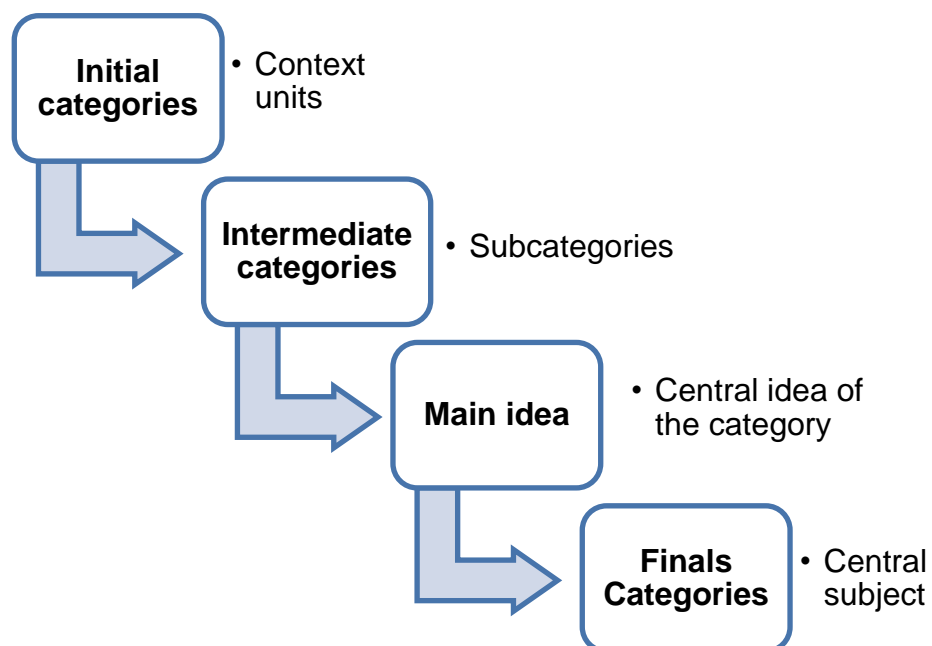 Initial
categories
• Context
units
Intermediate
categories
• Subcategories
Main idea
• Central idea of
the category
Finals
Categories
• Central
subject